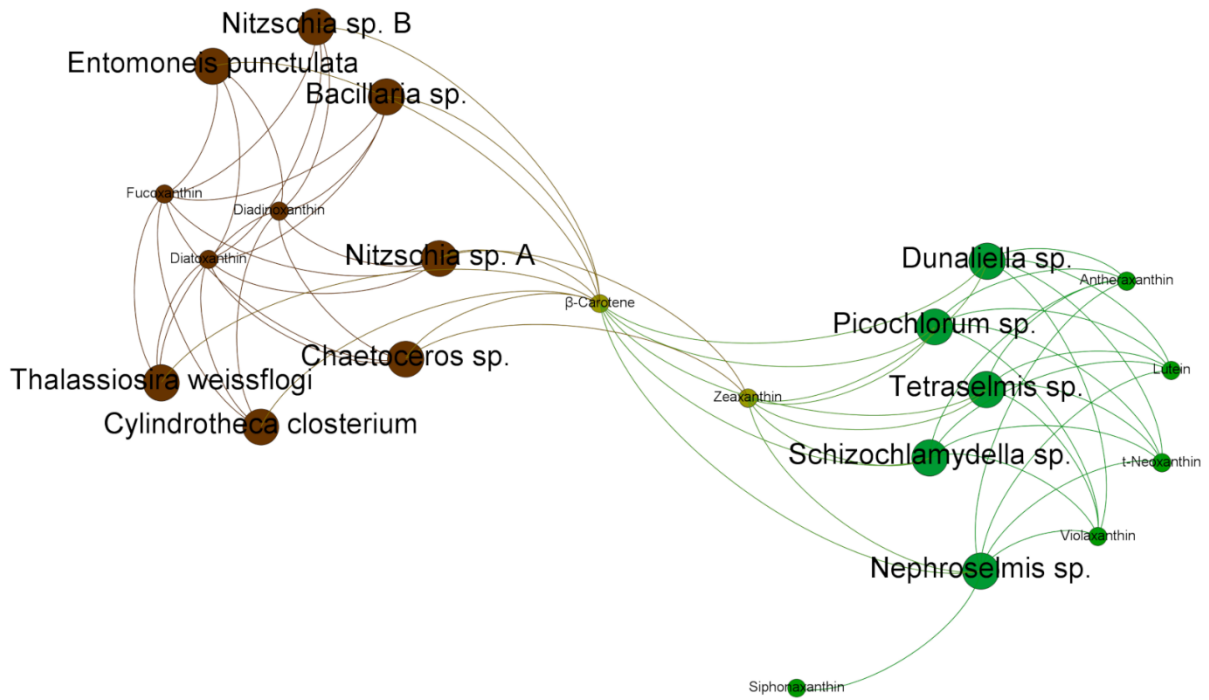 Nitzschia sp. B
Entomoneis punctulata
Bacillaria sp.
Fucoxanthin
Diadinoxanthin
Diatoxanthin
Nitzschia sp. A
Dunaliella sp.
Antheraxanthin
β-Carotene
Picochlorum sp.
Chaetoceros sp.
Lutein
Thalassiosira weissflogi
Tetraselmis sp.
Zeaxanthin
Cylindrotheca closterium
Schizochlamydella sp.
t-Neoxanthin
Violaxanthin
Nephroselmis sp.
Siphonaxanthin